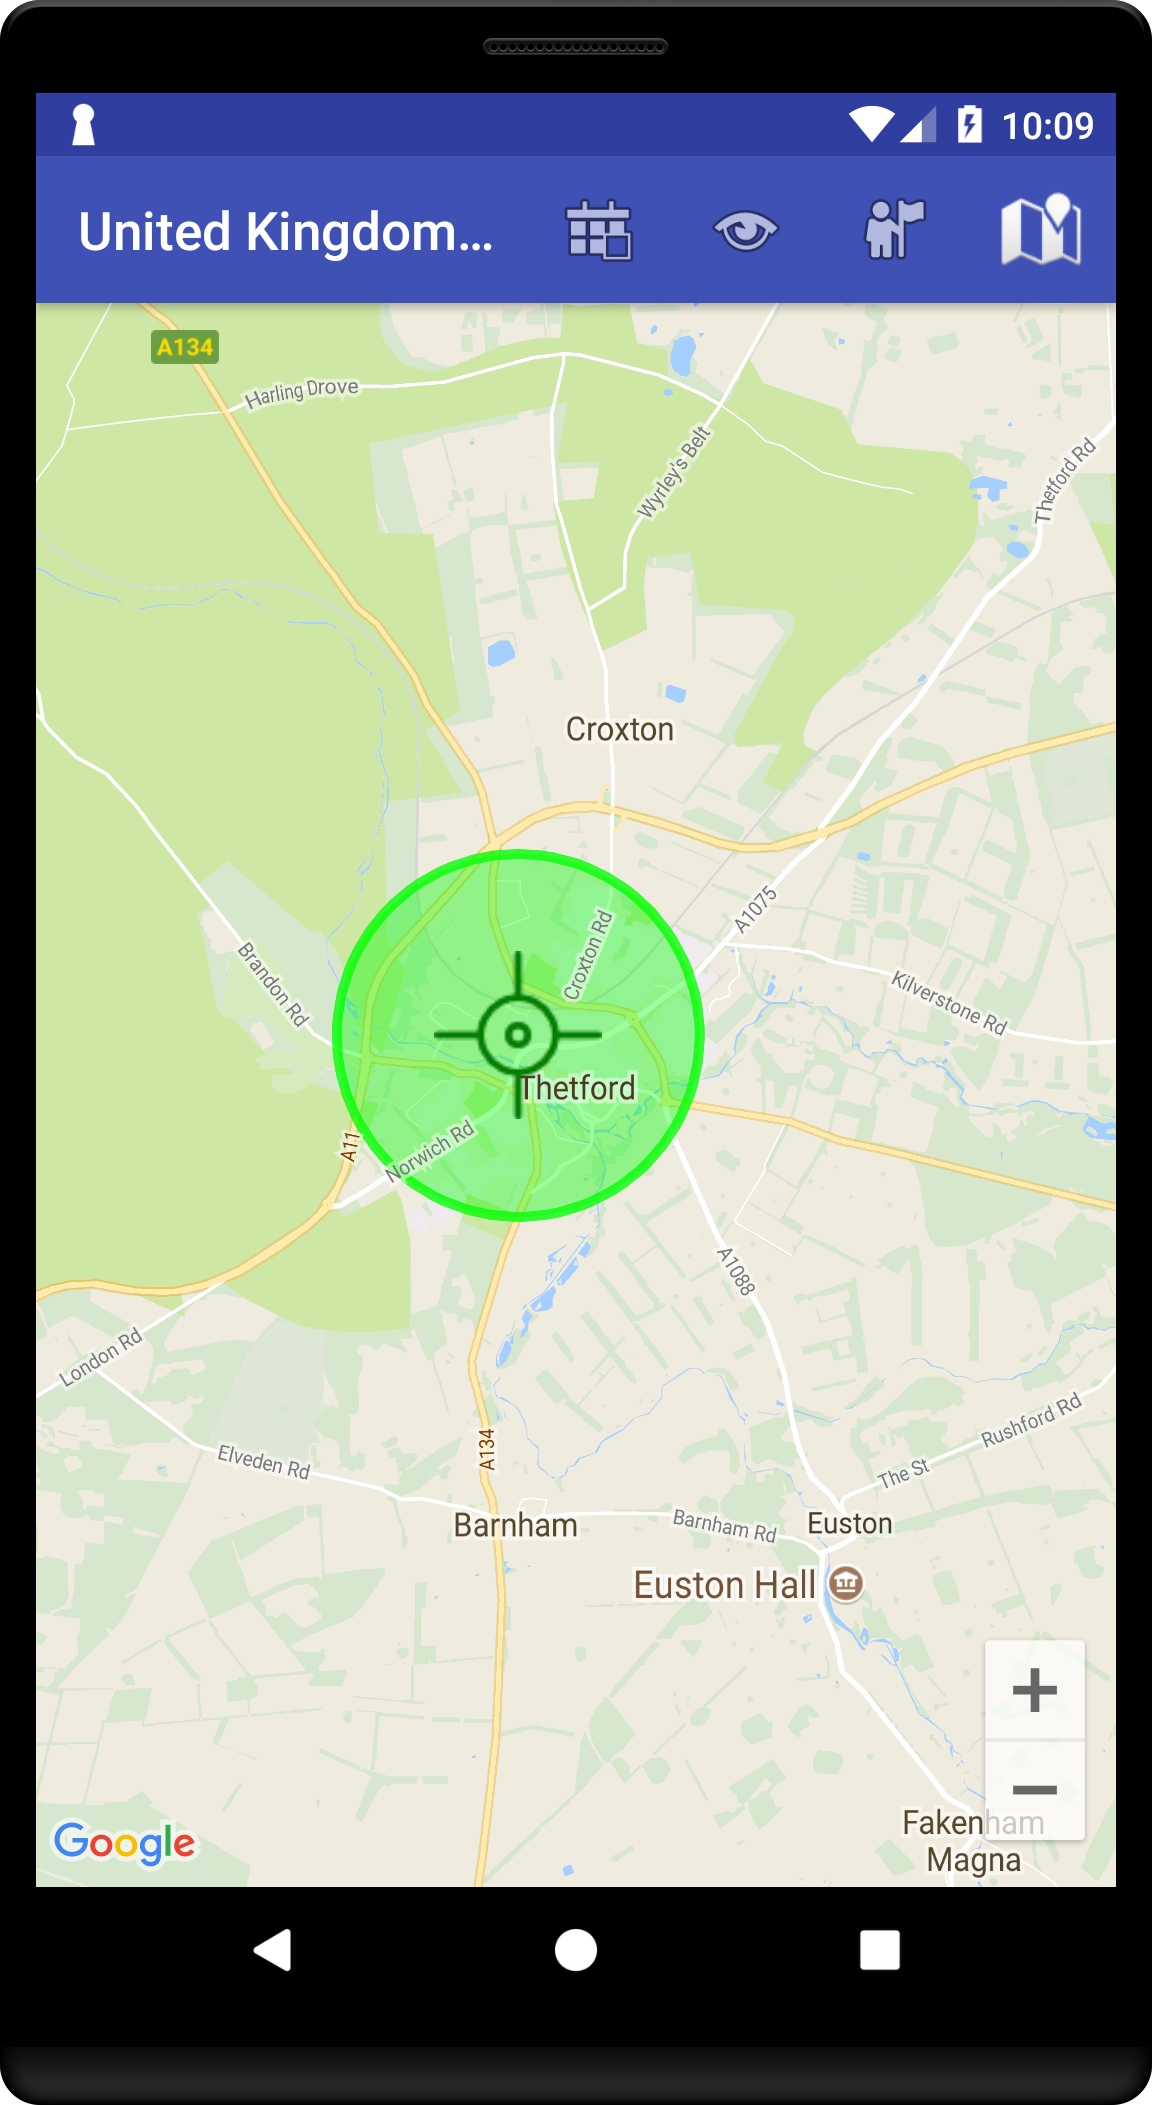 10:09
United Kingdom...
A134
Harling Drove
Wyrley's Belt
Thetford Rd
Croxton
A1075
Croxton Rd
Brandon Rd
Kilverstone Rd
Thetford
A11
Norwich Rd
A1088
London Rd
Rushford Rd
Elveden Rd
A134
The St
Barnham
Barnham Rd
Euston
Euston Hall
Fakenham
Magna
Google